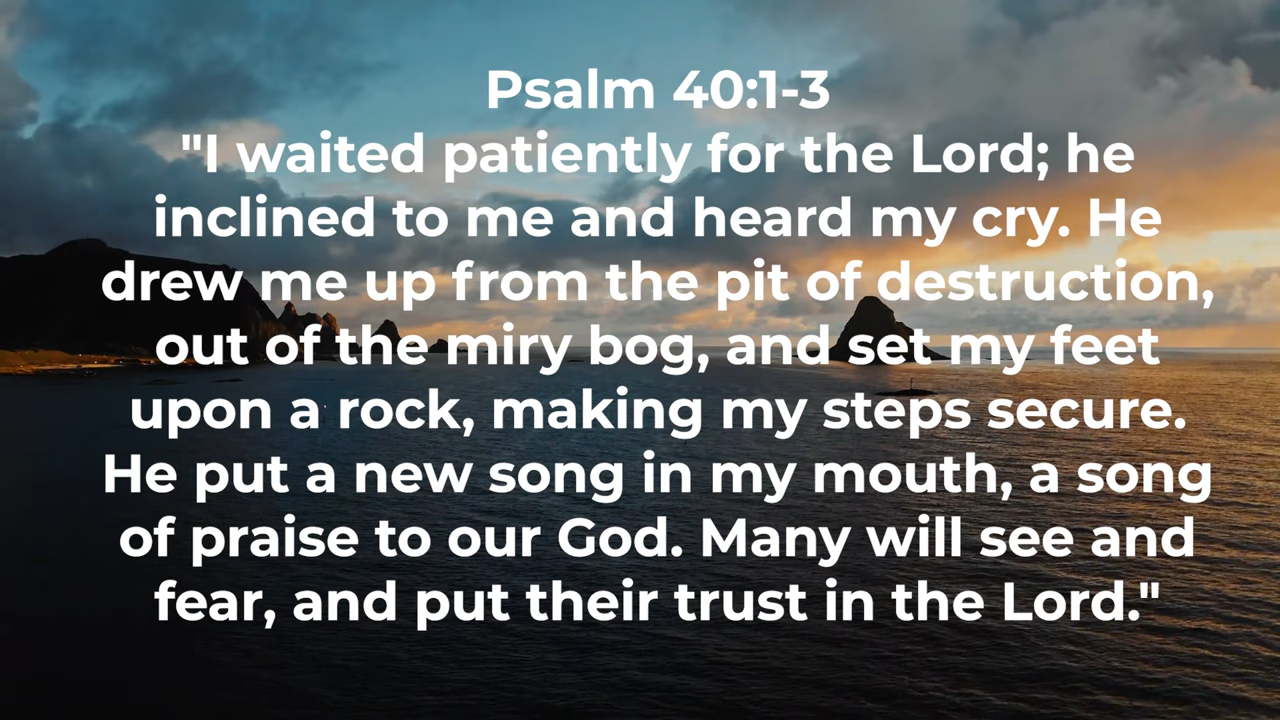 Psalm 40:1-3
"I waited patiently for the Lord; he
inclined to me and heard my cry. He
drew me up from the pit of destruction,
out of the miry bog, and set my feet
upon a rock, making my steps secure.
He put a new song in my mouth, a song
of praise to our God. Many will see and
fear, and put their trust in the Lord."